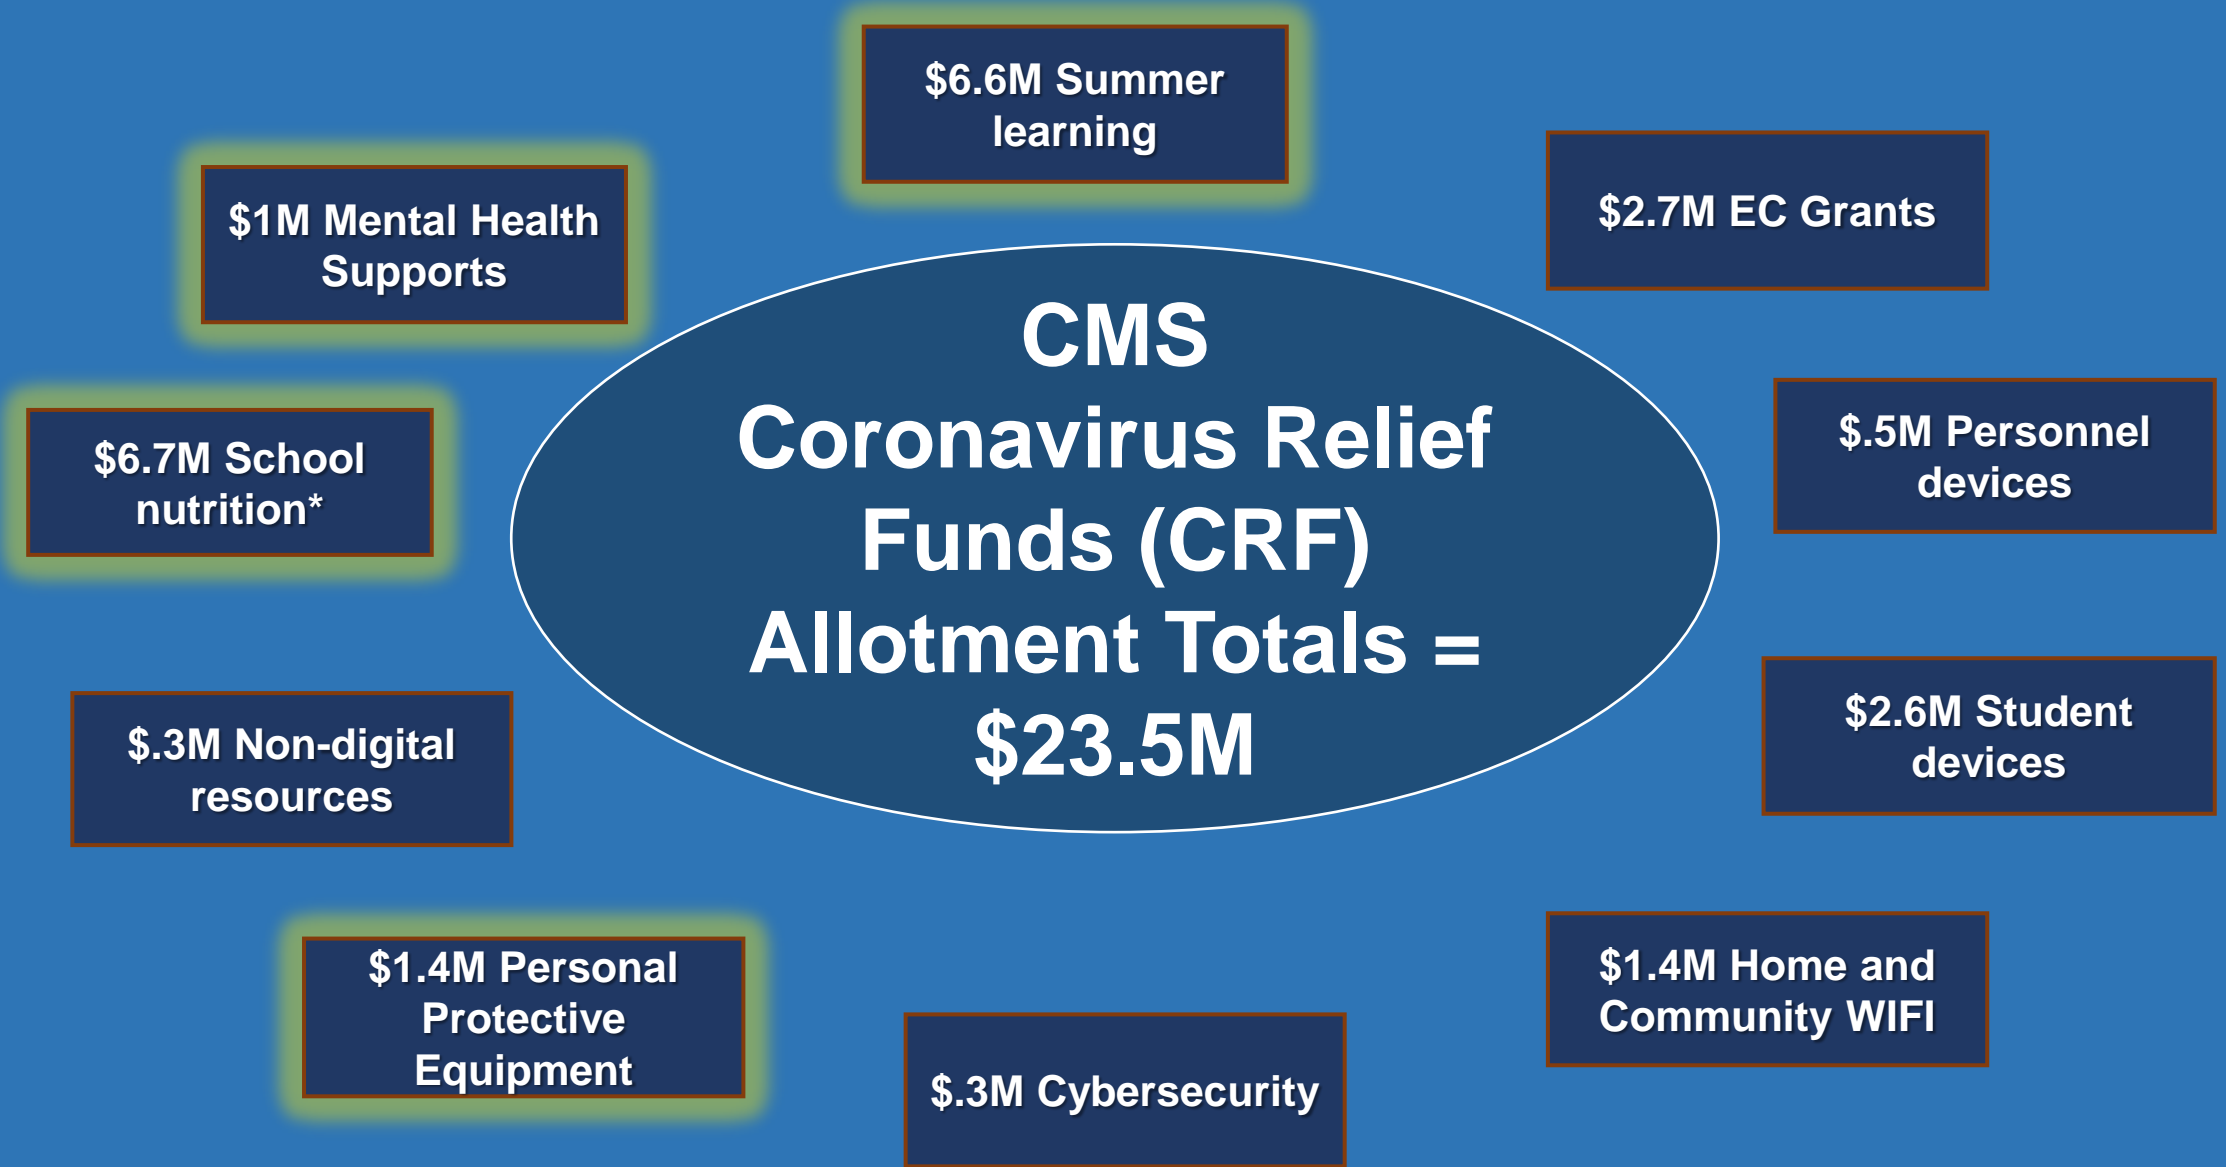 $6.6M Summer
learning
$1M Mental Health
Supports
$2.7M EC Grants
CMS
Coronavirus Relief
Funds (CRF)
Allotment Totals =
$23.5M
$6.7M School
nutrition*
$.5M Personnel
devices
$.3M Non-digital
resources
$2.6M Student
devices
$1.4M Personal
Protective
Equipment
$.3M Cybersecurity
$1.4M Home and
Community WIFI